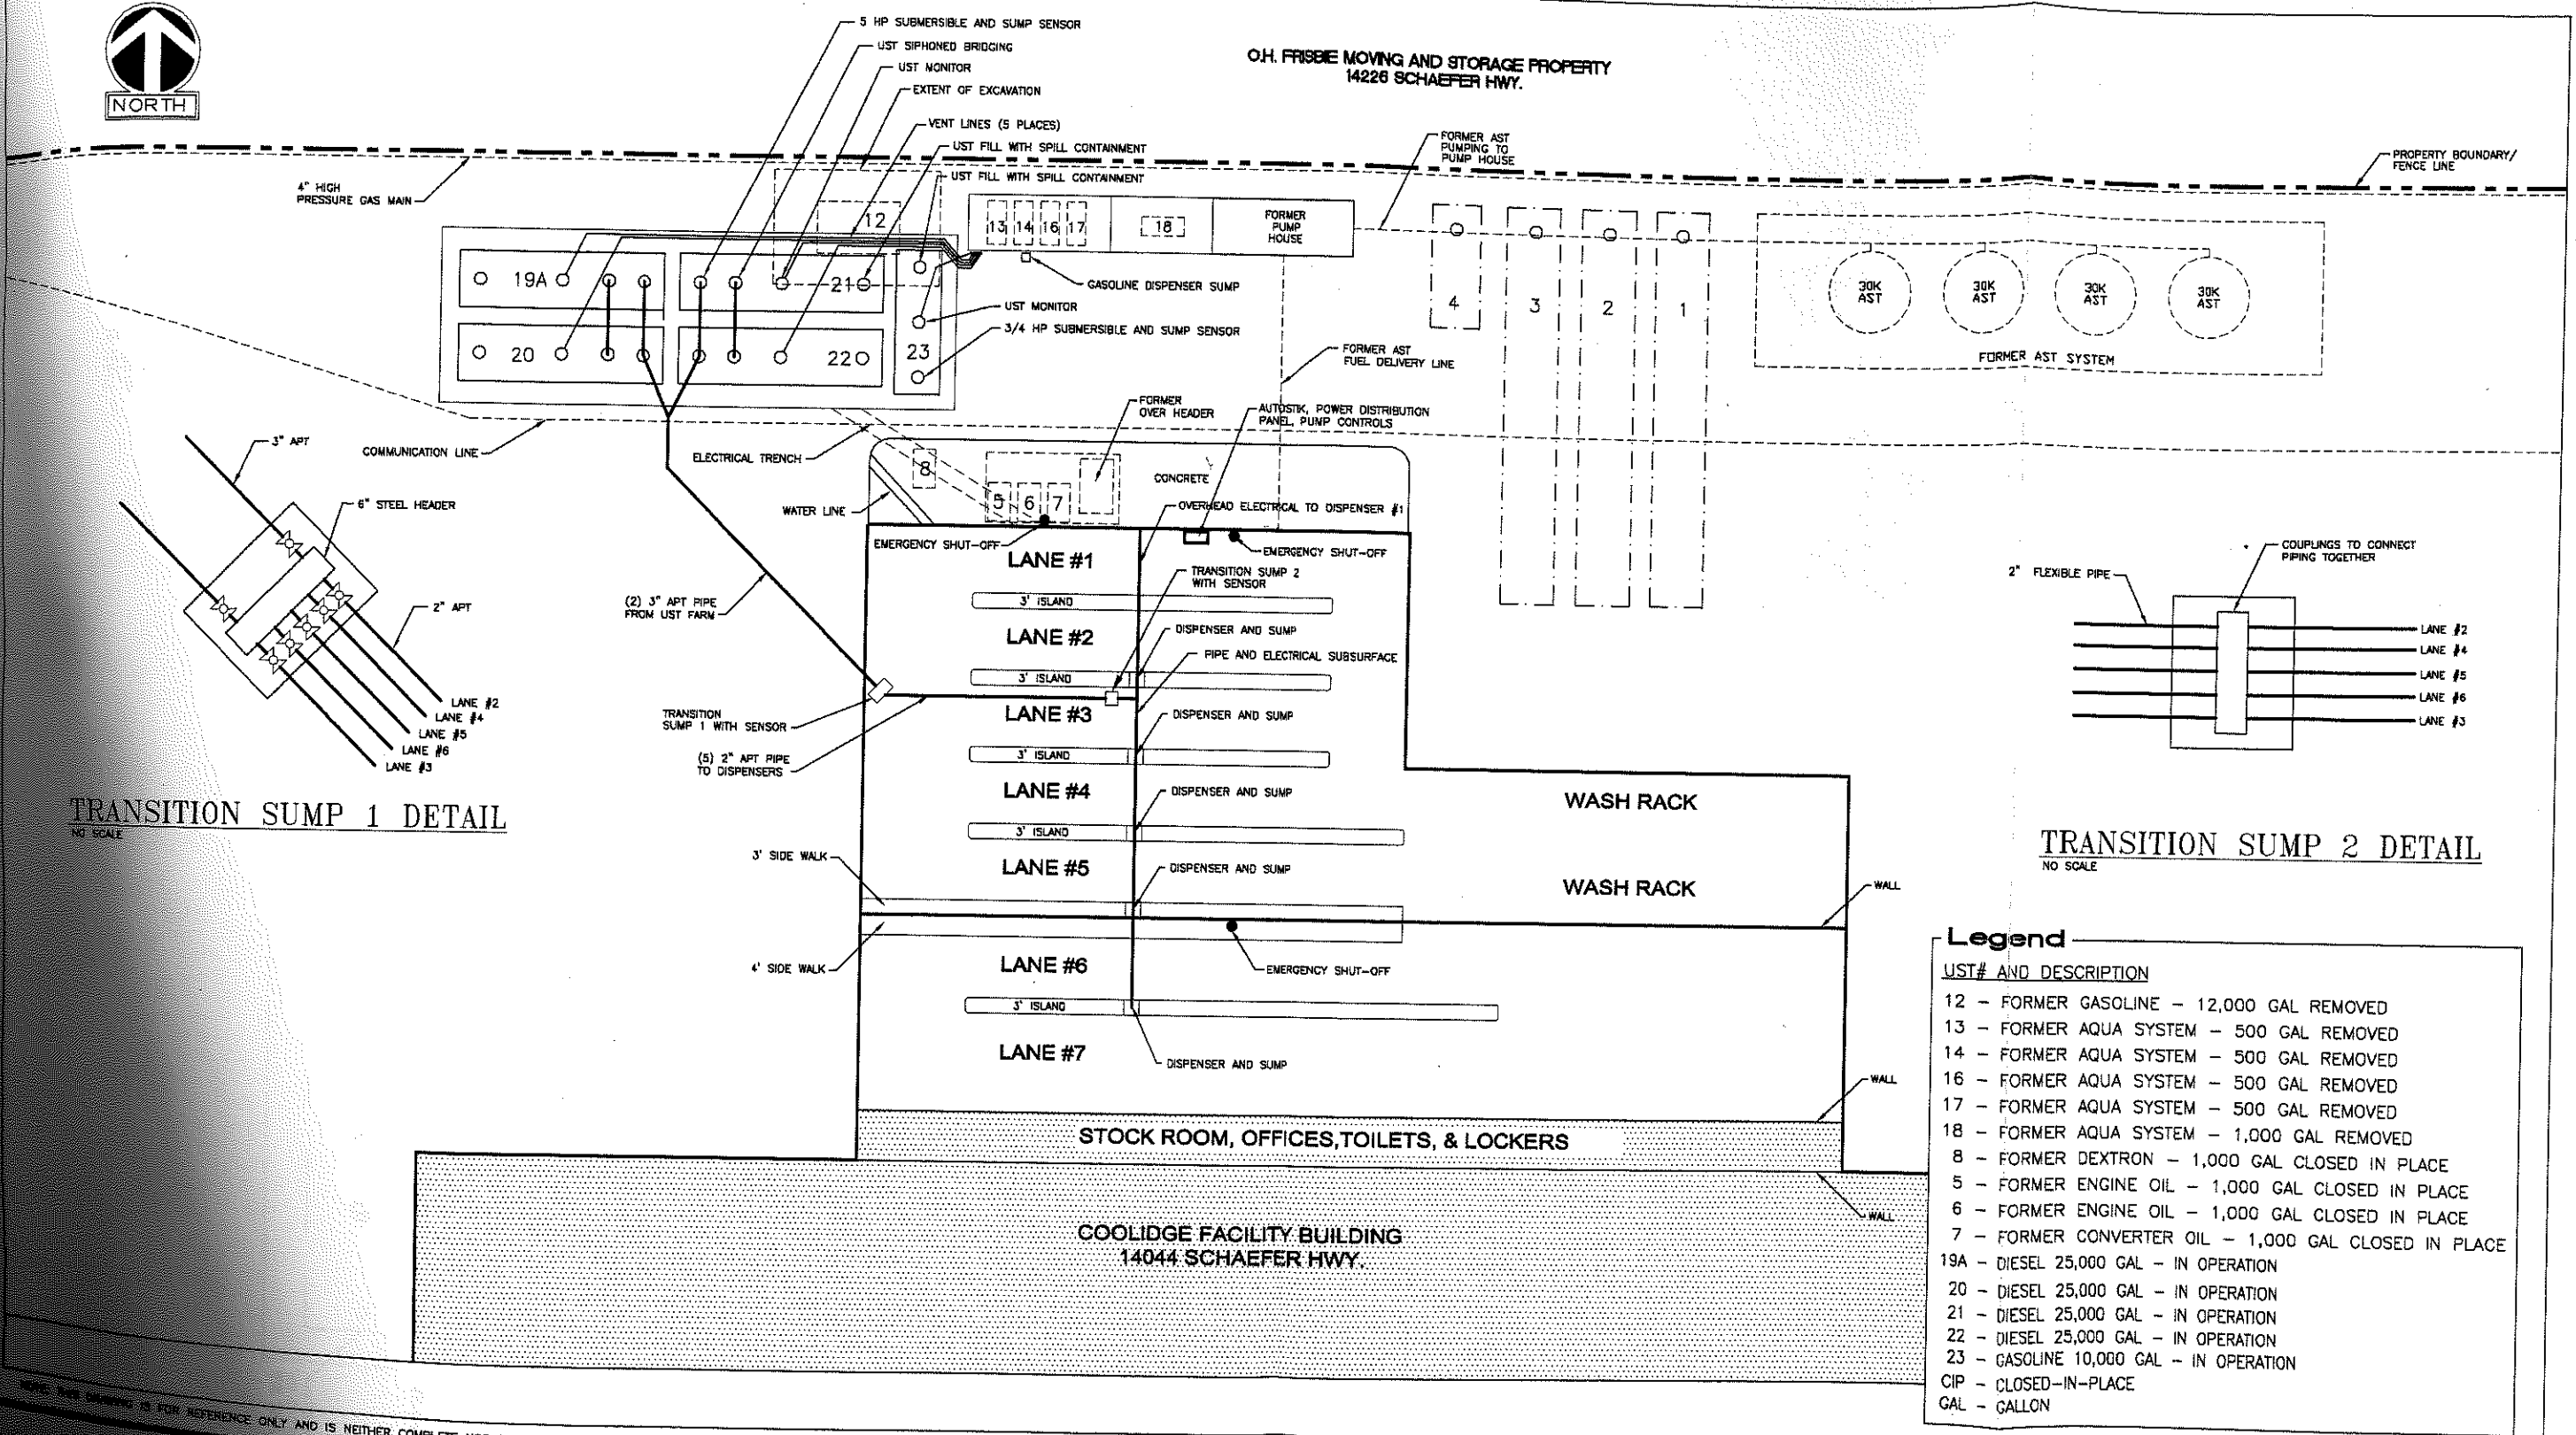 NORTH
5 HP SUBMERSIBLE AND SUMP SENSOR
UST SIPHONED BRIDGING
UST MONITOR
EXTENT OF EXCAVATION
VENT LINES (5 PLACES)
UST FILL WITH SPILL CONTAINMENT
UST FILL WITH SPILL CONTAINMENT
O.H. FRISBIE MOVING AND STORAGE PROPERTY
14226 SCHAEFER HWY.
FORMER AST
PUMPING TO
PUMP HOUSE
PROPERTY BOUNDARY/
FENCE LINE
4" HIGH
PRESSURE GAS MAIN
12
13
14
16
17
18
FORMER
PUMP
HOUSE
19A
21
20
22
23
GASOLINE DISPENSER SUMP
UST MONITOR
3/4 HP SUBMERSIBLE AND SUMP SENSOR
4
3
2
1
30K
AST
30K
AST
30K
AST
30K
AST
FORMER AST SYSTEM
FORMER AST
FUEL DELIVERY LINE
FORMER
OVER HEADER
AUTOSTIK, POWER DISTRIBUTION
PANEL, PUMP CONTROLS
3" APT
COMMUNICATION LINE
ELECTRICAL TRENCH
8
5
6
7
CONCRETE
6" STEEL HEADER
WATER LINE
OVERHEAD ELECTRICAL TO DISPENSER #1
EMERGENCY SHUT-OFF
EMERGENCY SHUT-OFF
LANE #1
TRANSITION SUMP 2
WITH SENSOR
2" APT
(2) 3" APT PIPE
FROM UST FARM
3' ISLAND
LANE #2
DISPENSER AND SUMP
PIPE AND ELECTRICAL SUBSURFACE
3' ISLAND
LANE #2
LANE #4
LANE #5
LANE #6
LANE #3
TRANSITION SUMP 1 DETAIL
NO SCALE
TRANSITION
SUMP 1 WITH SENSOR
LANE #3
DISPENSER AND SUMP
(5) 2" APT PIPE
TO DISPENSERS
3' ISLAND
LANE #4
DISPENSER AND SUMP
3' ISLAND
3' SIDE WALK
LANE #5
DISPENSER AND SUMP
WASH RACK
WASH RACK
WALL
4' SIDE WALK
LANE #6
EMERGENCY SHUT-OFF
3' ISLAND
LANE #7
DISPENSER AND SUMP
WALL
STOCK ROOM, OFFICES,TOILETS, & LOCKERS
WALL
COOLIDGE FACILITY BUILDING
14044 SCHAEFER HWY.
COUPLINGS TO CONNECT
PIPING TOGETHER
2" FLEXIBLE PIPE
LANE #2
LANE #4
LANE #5
LANE #6
LANE #3
TRANSITION SUMP 2 DETAIL
NO SCALE
Legend
UST# AND DESCRIPTION
12 - FORMER GASOLINE - 12,000 GAL REMOVED
13 - FORMER AQUA SYSTEM - 500 GAL REMOVED
14 - FORMER AQUA SYSTEM - 500 GAL REMOVED
16 - FORMER AQUA SYSTEM - 500 GAL REMOVED
17 - FORMER AQUA SYSTEM - 500 GAL REMOVED
18 - FORMER AQUA SYSTEM - 1,000 GAL REMOVED
8 - FORMER DEXTRON - 1,000 GAL CLOSED IN PLACE
5 - FORMER ENGINE OIL - 1,000 GAL CLOSED IN PLACE
6 - FORMER ENGINE OIL - 1,000 GAL CLOSED IN PLACE
7 - FORMER CONVERTER OIL - 1,000 GAL CLOSED IN PLACE
19A - DIESEL 25,000 GAL - IN OPERATION
20 - DIESEL 25,000 GAL - IN OPERATION
21 - DIESEL 25,000 GAL - IN OPERATION
22 - DIESEL 25,000 GAL - IN OPERATION
23 - GASOLINE 10,000 GAL - IN OPERATION
CIP - CLOSED-IN-PLACE
GAL - GALLON
NOTE: THIS DRAWING IS FOR REFERENCE ONLY AND IS NEITHER COMPLETE